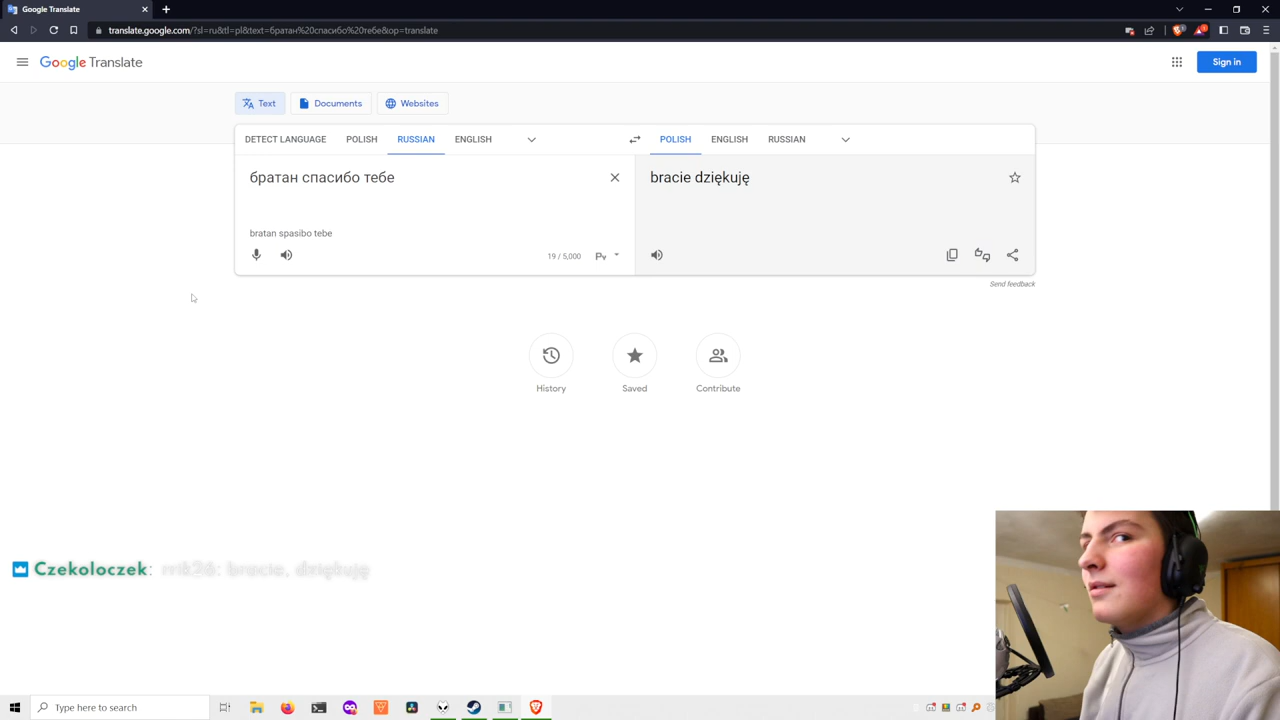 Google Translate
translate.google.com/?sl=ru&tl=pl&text=братан%20спасибо%20тебе&op=translate
Google Translate
Sign in
Text
Documents
Websites
DETECT LANGUAGE
POLISH
RUSSIAN
ENGLISH
POLISH
ENGLISH
RUSSIAN
братан спасибо тебе
bracie dziękuję
bratan spasibo tebe
19 / 5,000
Send feedback
History
Saved
Contribute
Czekoloczek: bracie, dziękuję
Type here to search